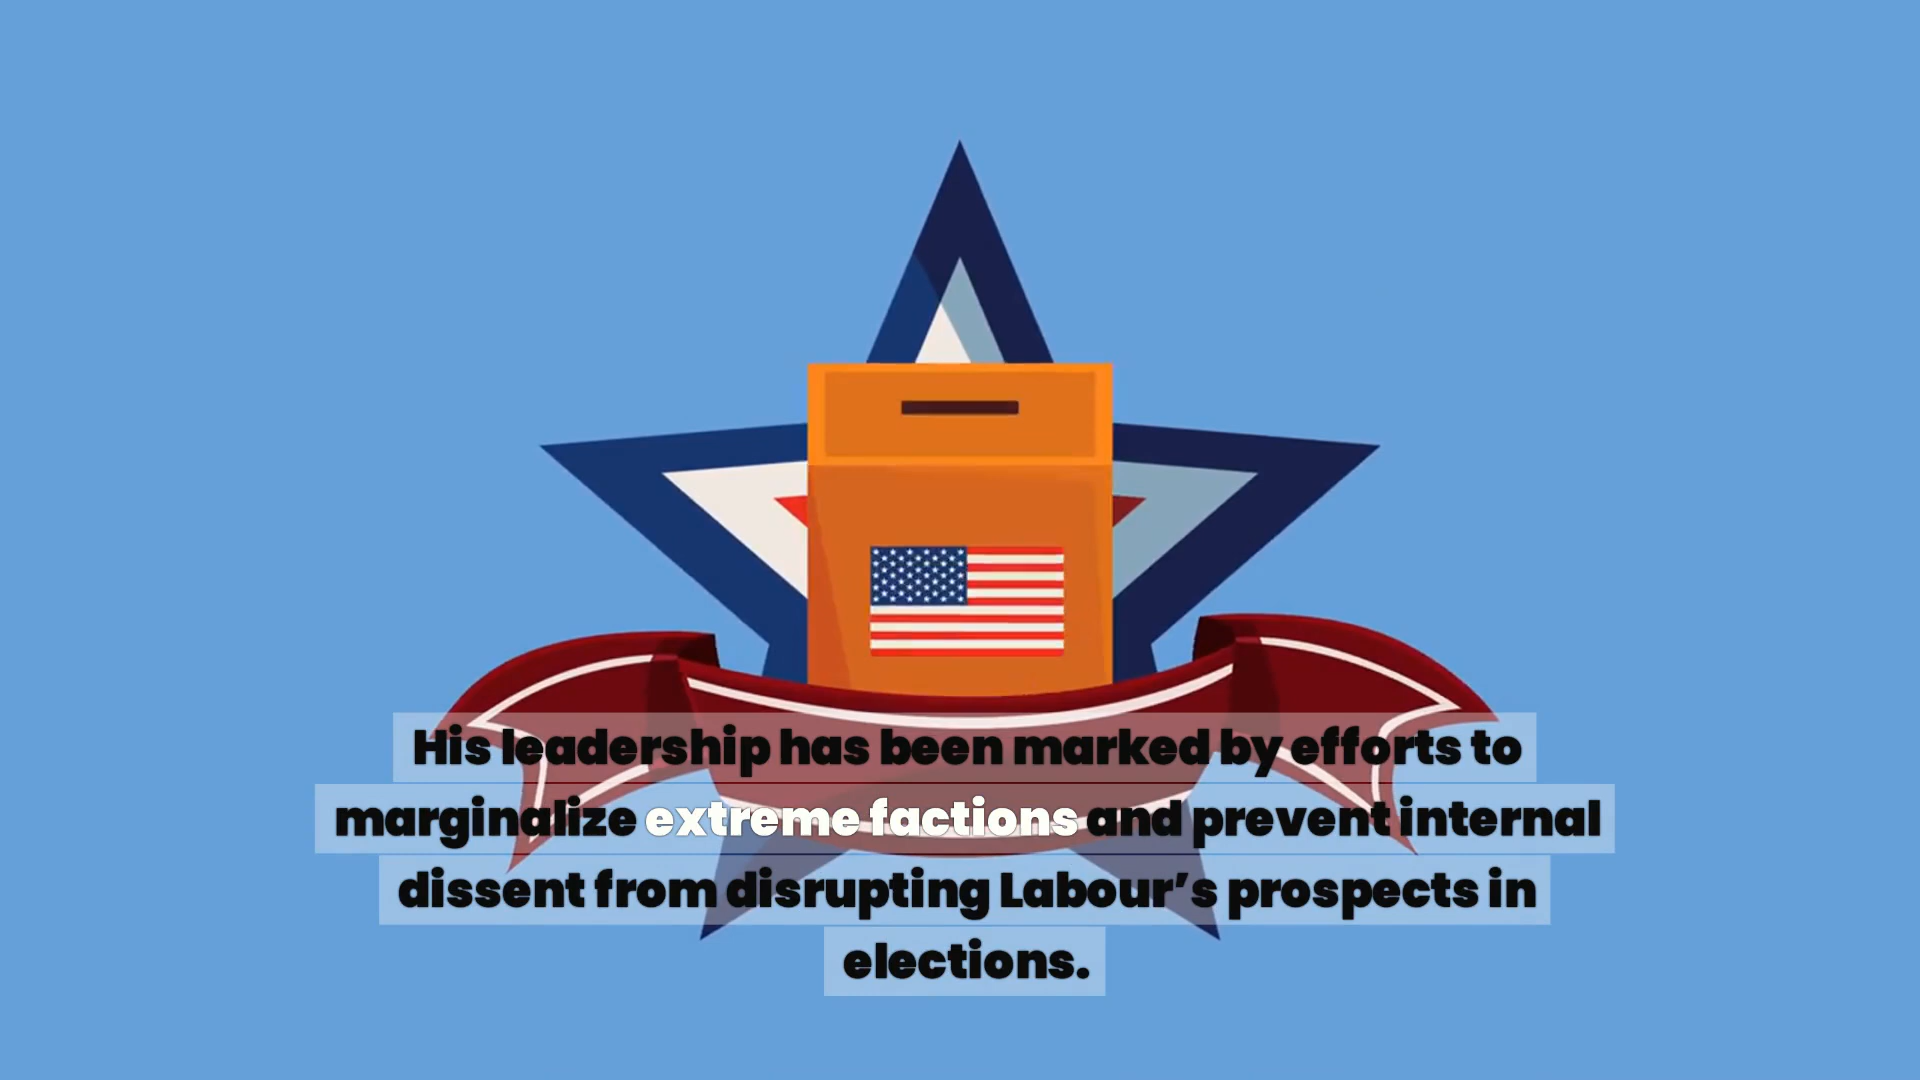 His leadership has been marked by efforts to
marginalize extreme factions and prevent internal
dissent from disrupting Labour’s prospects in
elections.